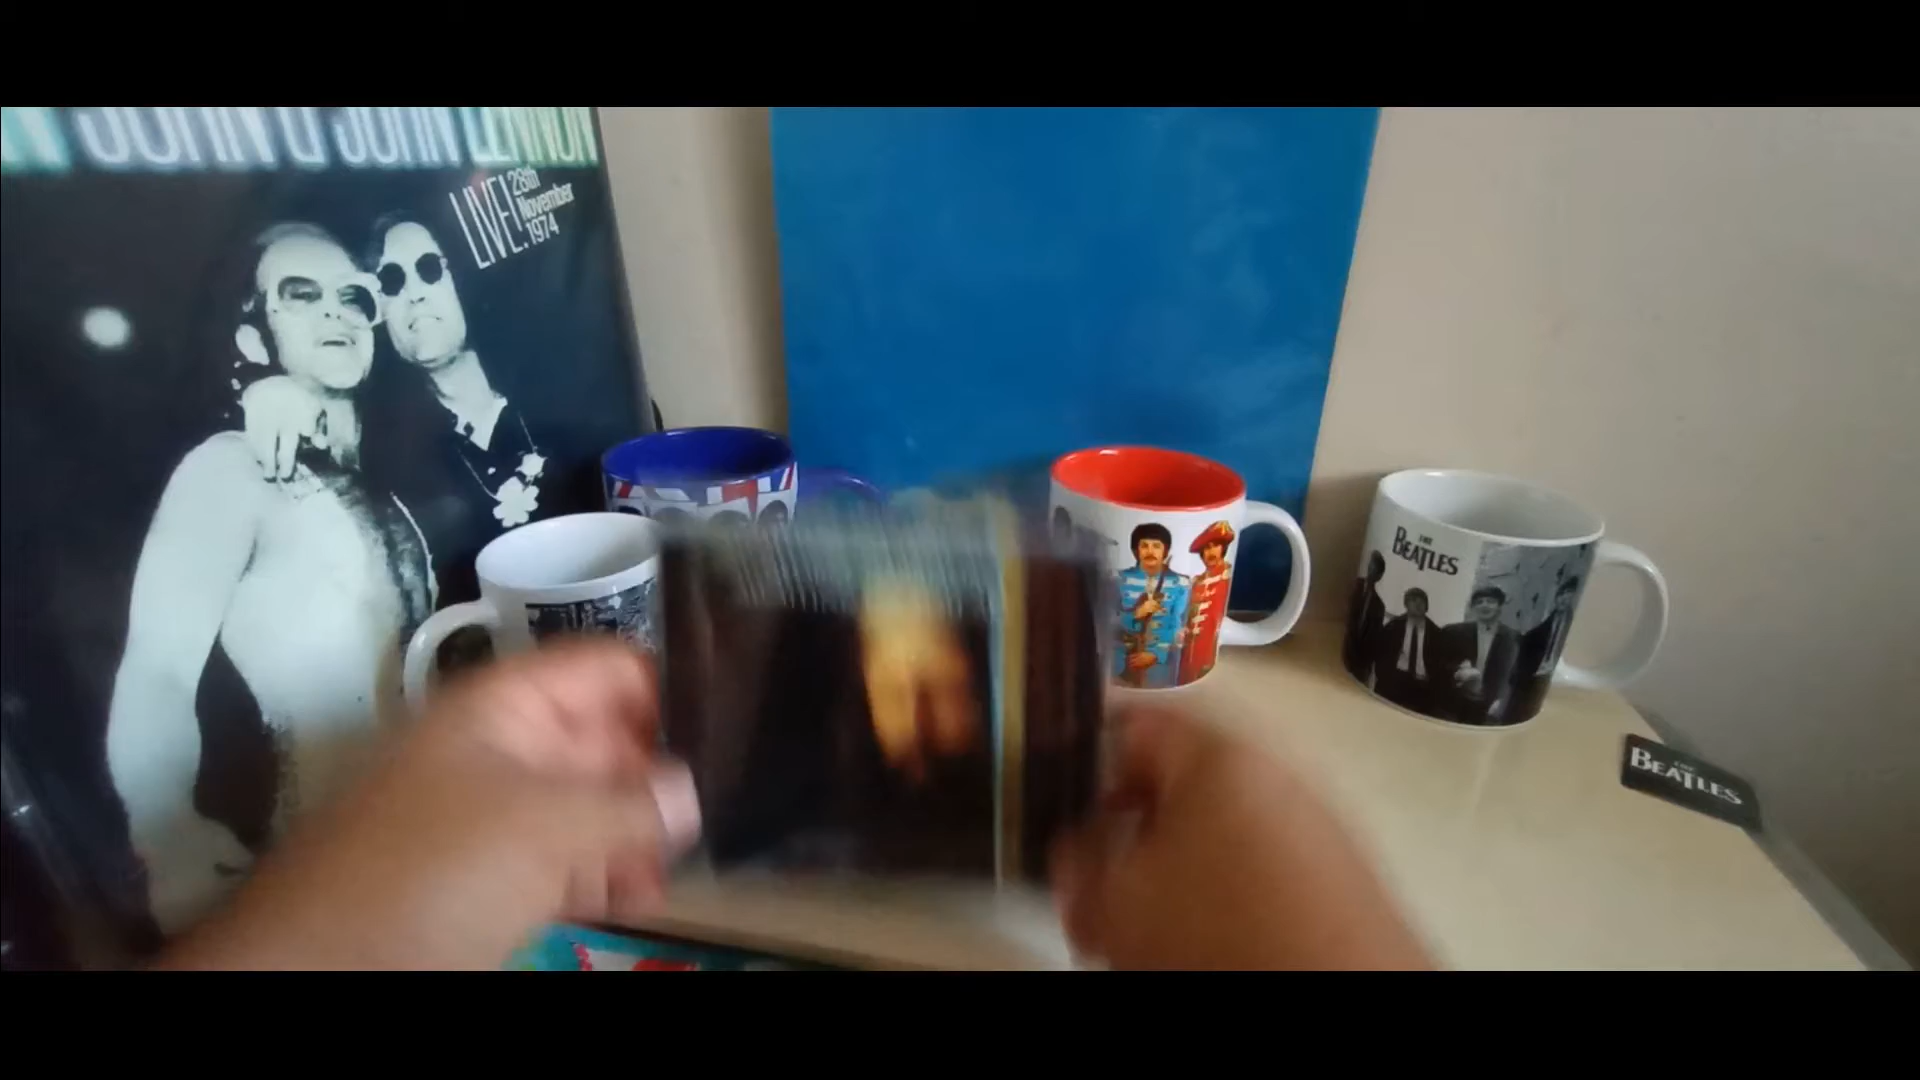 JOHN & JOHN LENNON
LIVE!
28th
November
1974
THE
BEATLES
THE
BEATLES